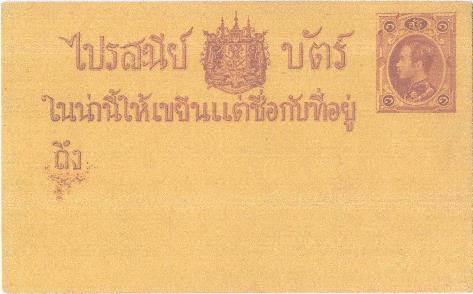 ไปรสนีย์ บัตร์
ในน่านี้ให้เขียนแต่ชื่อกับที่อยู่
ถึง